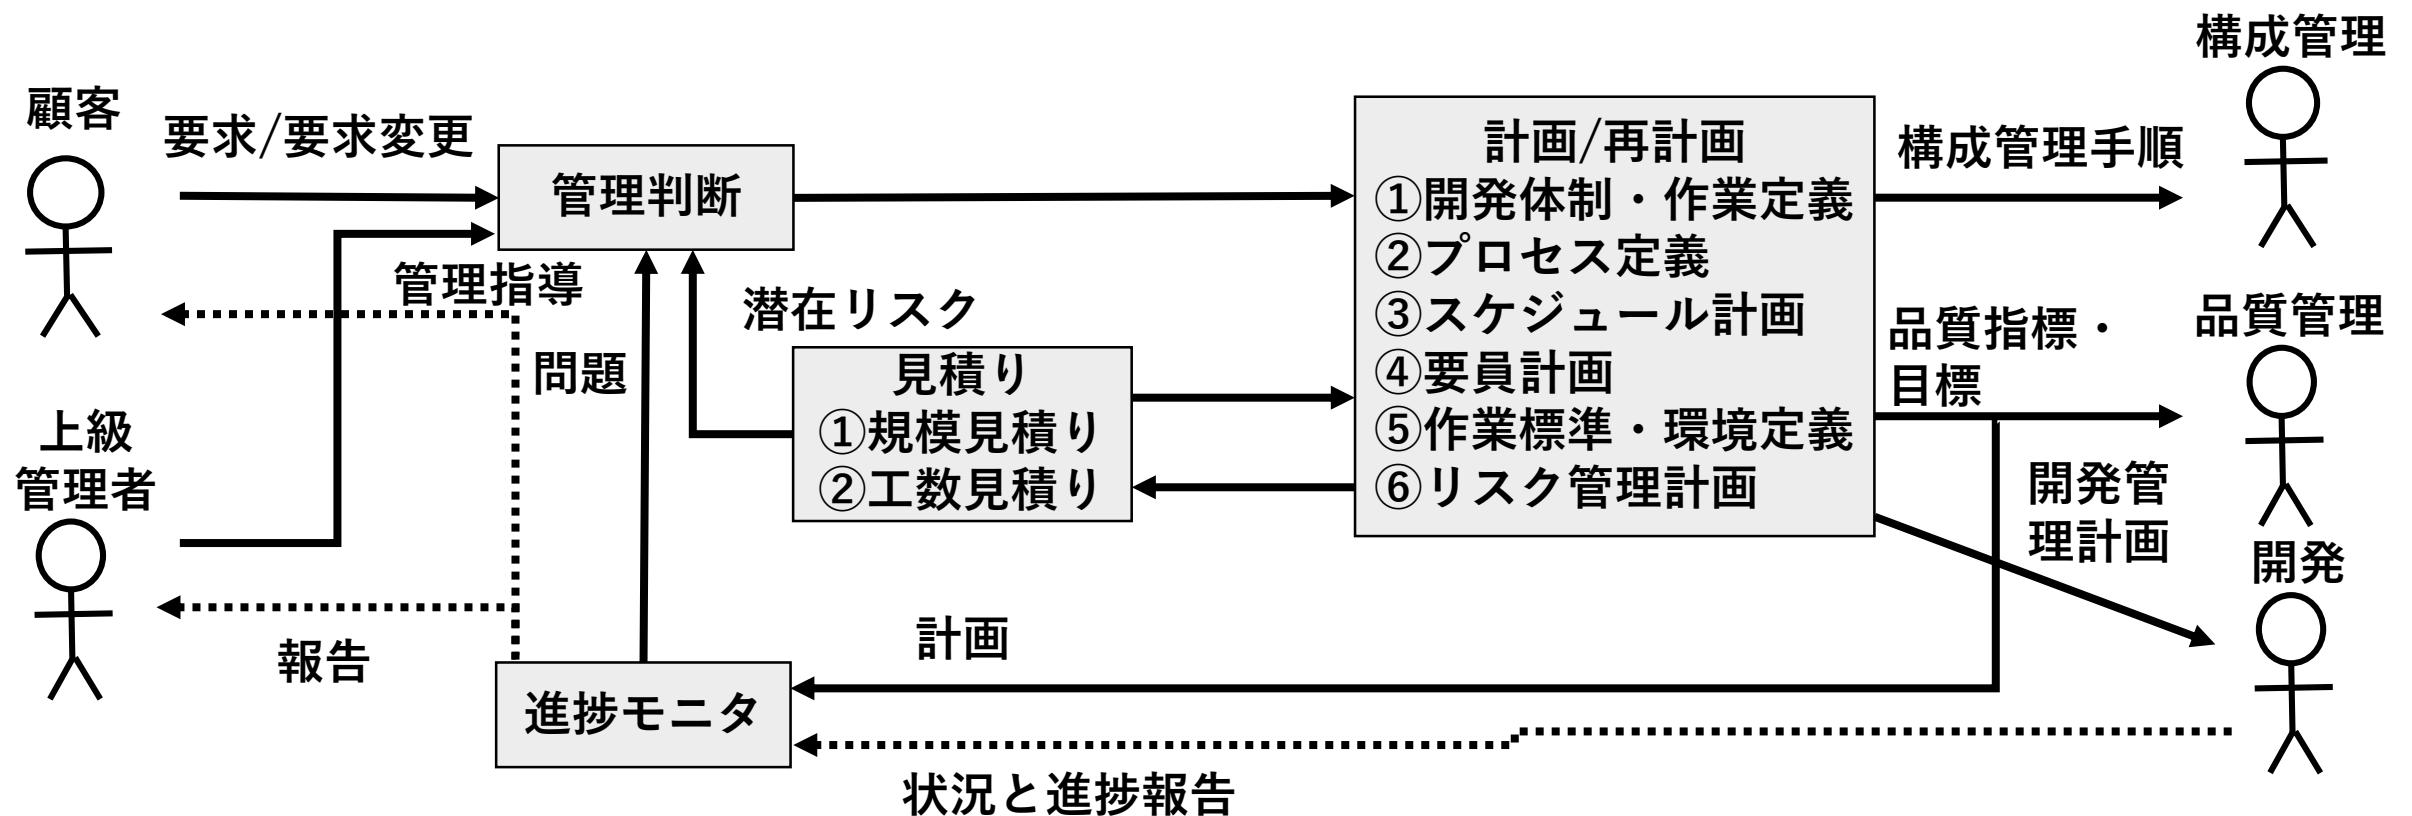 構成管理
顧客
要求/要求変更
管理判断
計画/再計画
①開発体制・作業定義
②プロセス定義
③スケジュール計画
④要員計画
⑤作業標準・環境定義
⑥リスク管理計画
構成管理手順
管理指導
潜在リスク
問題
見積り
①規模見積り
②工数見積り
品質指標・
目標
品質管理
上級
管理者
開発管
理計画
開発
報告
計画
進捗モニタ
状況と進捗報告